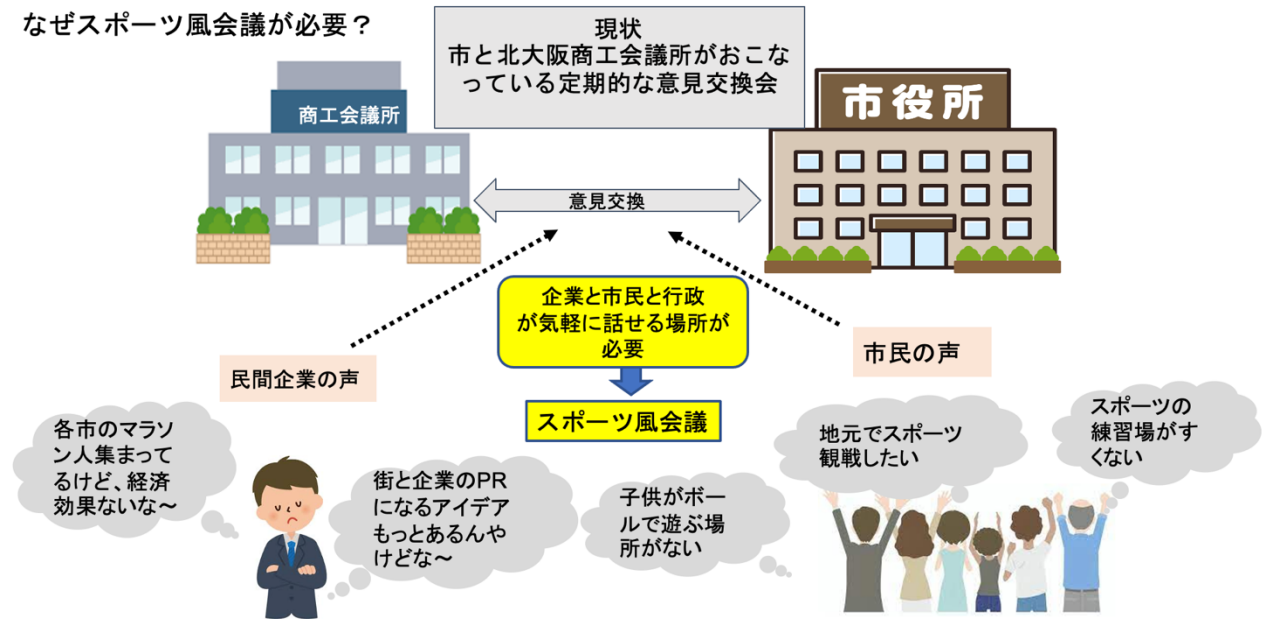 なぜスポーツ風会議が必要？
現状
市と北大阪商工会議所がおこな
っている定期的な意見交換会
商工会議所
市役所
意見交換
企業と市民と行政
が気軽に話せる場所が
必要
民間企業の声
市民の声
スポーツ風会議
各市のマラソ
ン人集まって
るけど、経済
効果ないな～
街と企業のPR
になるアイデア
もっとあるんや
けどな～
子供がボー
ルで遊ぶ場
所がない
地元でスポーツ
観戦したい
スポーツの
練習場がす
くない